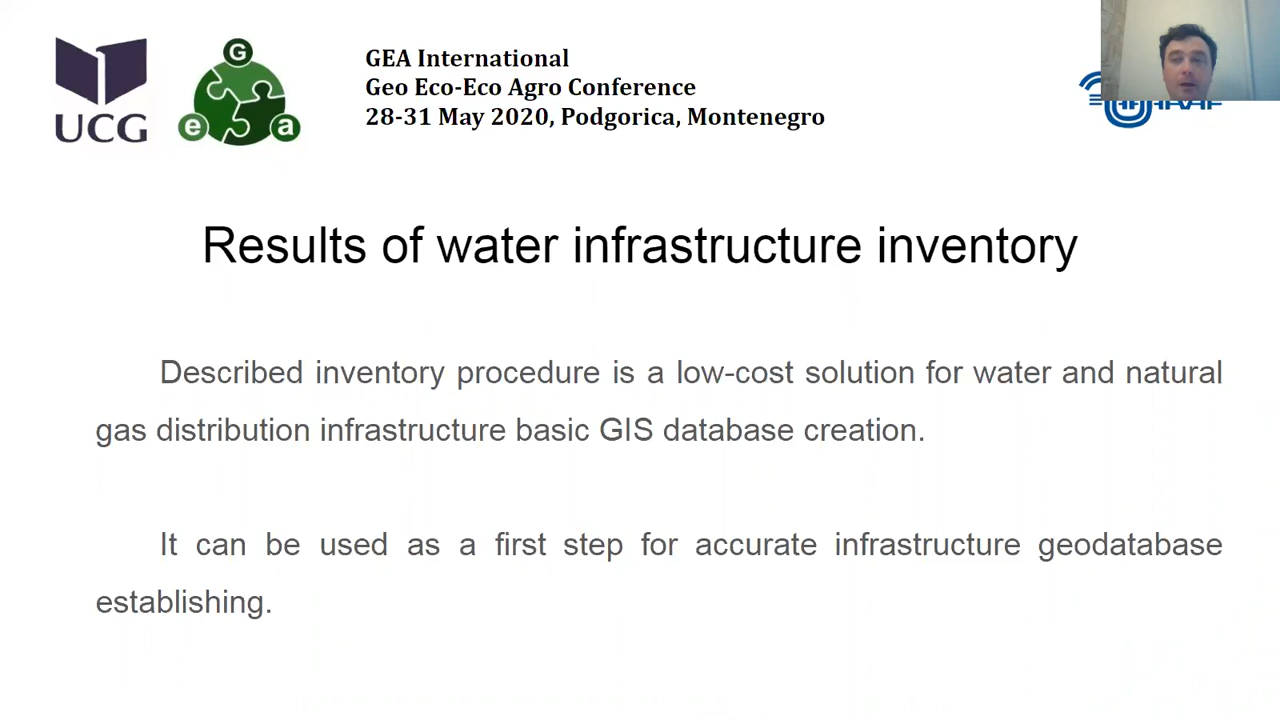 UCG
G
e
a
GEA International
Geo Eco-Eco Agro Conference
28-31 May 2020, Podgorica, Montenegro
Results of water infrastructure inventory
Described inventory procedure is a low-cost solution for water and natural
gas distribution infrastructure basic GIS database creation.
It can be used as a first step for accurate infrastructure geodatabase
establishing.